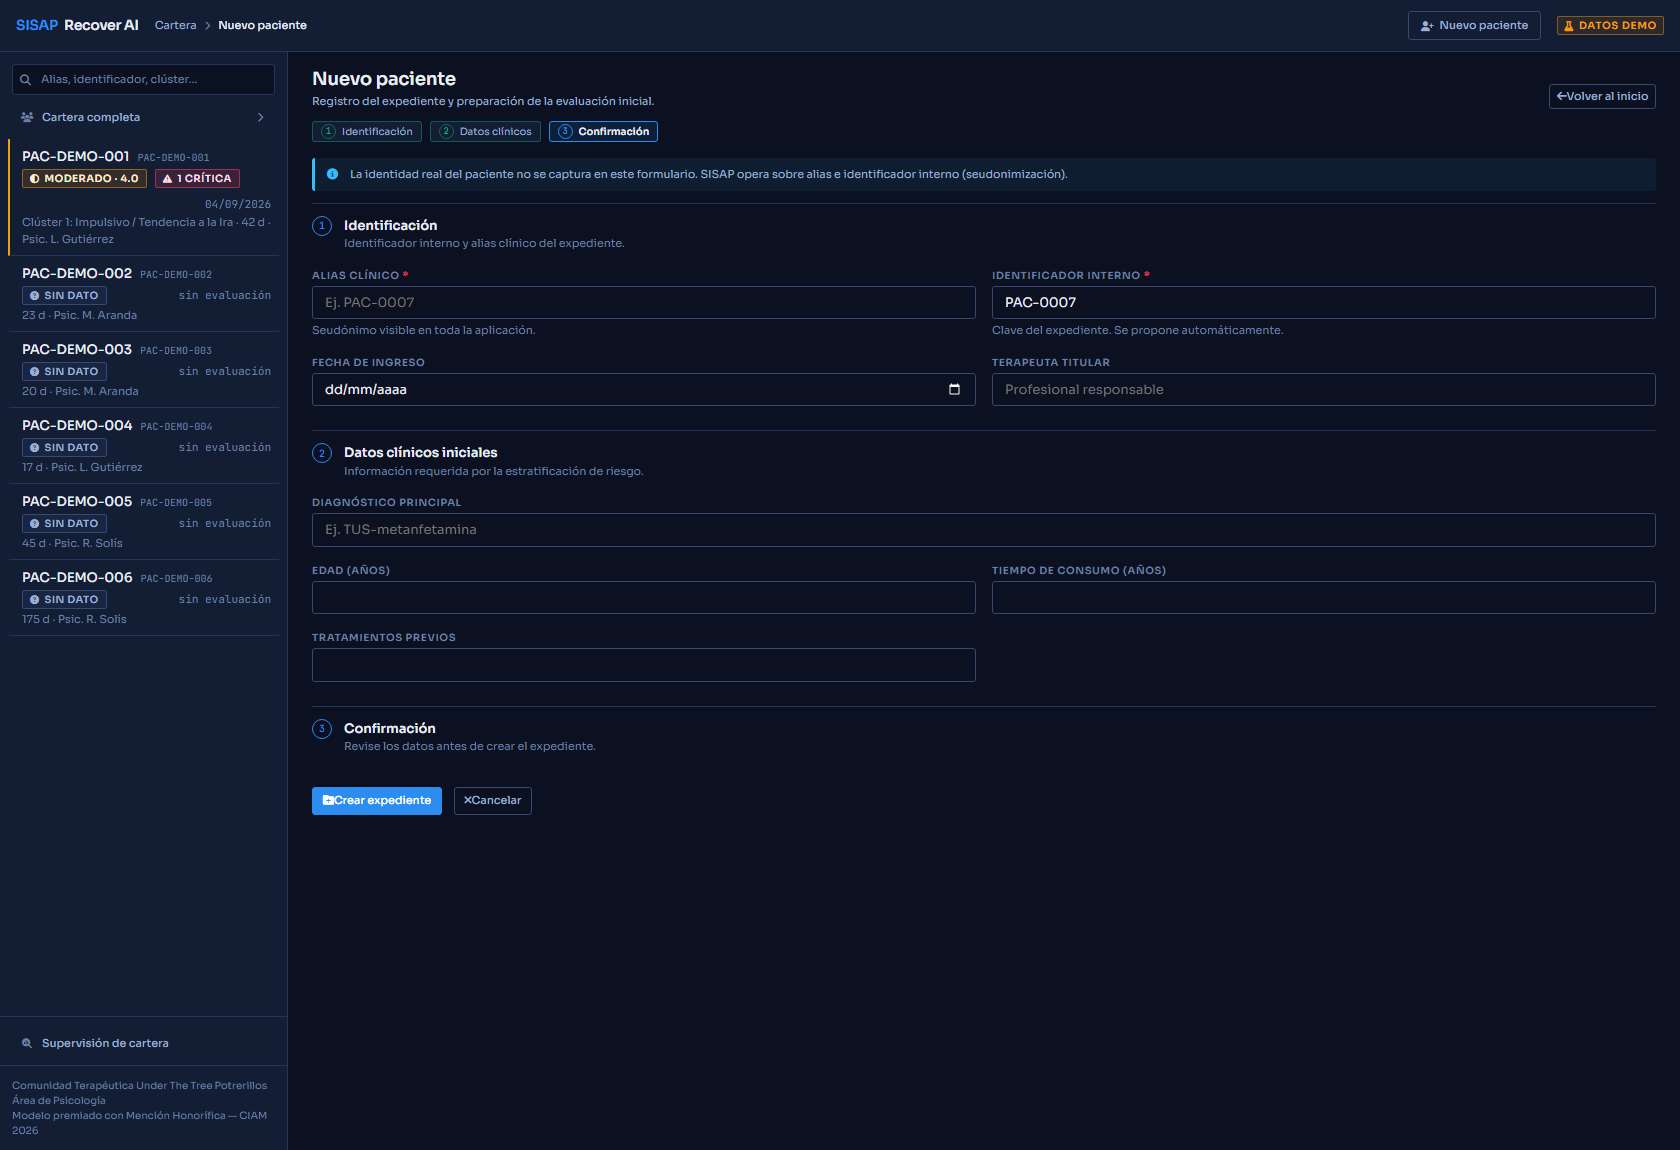 SISAP Recover AI
Cartera > Nuevo paciente
Nuevo paciente
DATOS DEMO
Alias, identificador, clúster...
Cartera completa
PAC-DEMO-001 PAC-DEMO-001
MODERADO · 4.0
1 CRÍTICA
04/09/2026
Clúster 1: Impulsivo / Tendencia a la Ira · 42 d ·
Psic. L. Gutiérrez
PAC-DEMO-002 PAC-DEMO-002
SIN DATO
sin evaluación
23 d · Psic. M. Aranda
PAC-DEMO-003 PAC-DEMO-003
SIN DATO
sin evaluación
20 d · Psic. M. Aranda
PAC-DEMO-004 PAC-DEMO-004
SIN DATO
sin evaluación
17 d · Psic. L. Gutiérrez
PAC-DEMO-005 PAC-DEMO-005
SIN DATO
sin evaluación
45 d · Psic. R. Solís
PAC-DEMO-006 PAC-DEMO-006
SIN DATO
sin evaluación
175 d · Psic. R. Solís
Supervisión de cartera
Comunidad Terapéutica Under The Tree Potrerillos
Área de Psicología
Modelo premiado con Mención Honorífica — CIAM
2026
Nuevo paciente
Registro del expediente y preparación de la evaluación inicial.
Volver al inicio
1 Identificación
2 Datos clínicos
3 Confirmación
La identidad real del paciente no se captura en este formulario. SISAP opera sobre alias e identificador interno (seudonimización).
1 Identificación
Identificador interno y alias clínico del expediente.
ALIAS CLÍNICO *
Ej. PAC-0007
Seudónimo visible en toda la aplicación.
IDENTIFICADOR INTERNO *
PAC-0007
Clave del expediente. Se propone automáticamente.
FECHA DE INGRESO
dd/mm/aaaa
TERAPEUTA TITULAR
Profesional responsable
2 Datos clínicos iniciales
Información requerida por la estratificación de riesgo.
DIAGNÓSTICO PRINCIPAL
Ej. TUS-metanfetamina
EDAD (AÑOS)
TIEMPO DE CONSUMO (AÑOS)
TRATAMIENTOS PREVIOS
3 Confirmación
Revise los datos antes de crear el expediente.
Crear expediente
Cancelar